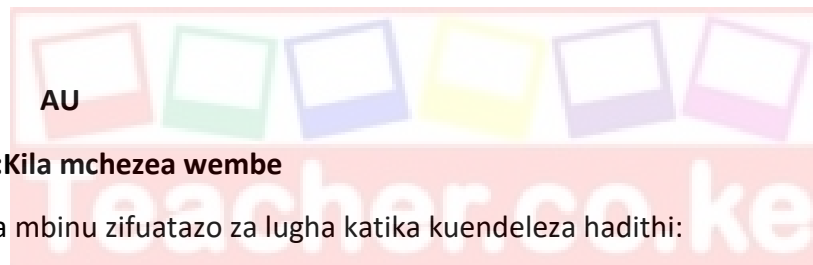 AU
:Kila mchezea wembe
a mbinu zifuatazo za lugha katika kuendeleza hadithi:
Teacher.co.ke